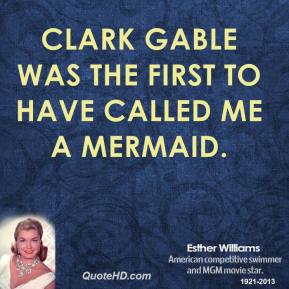 CLARK GABLE
WAS THE FIRST TO
HAVE CALLED ME
A MERMAID.
Esther Williams
American competitive swimmer
and MGM movie star.
1921-2013
QuoteHD.com